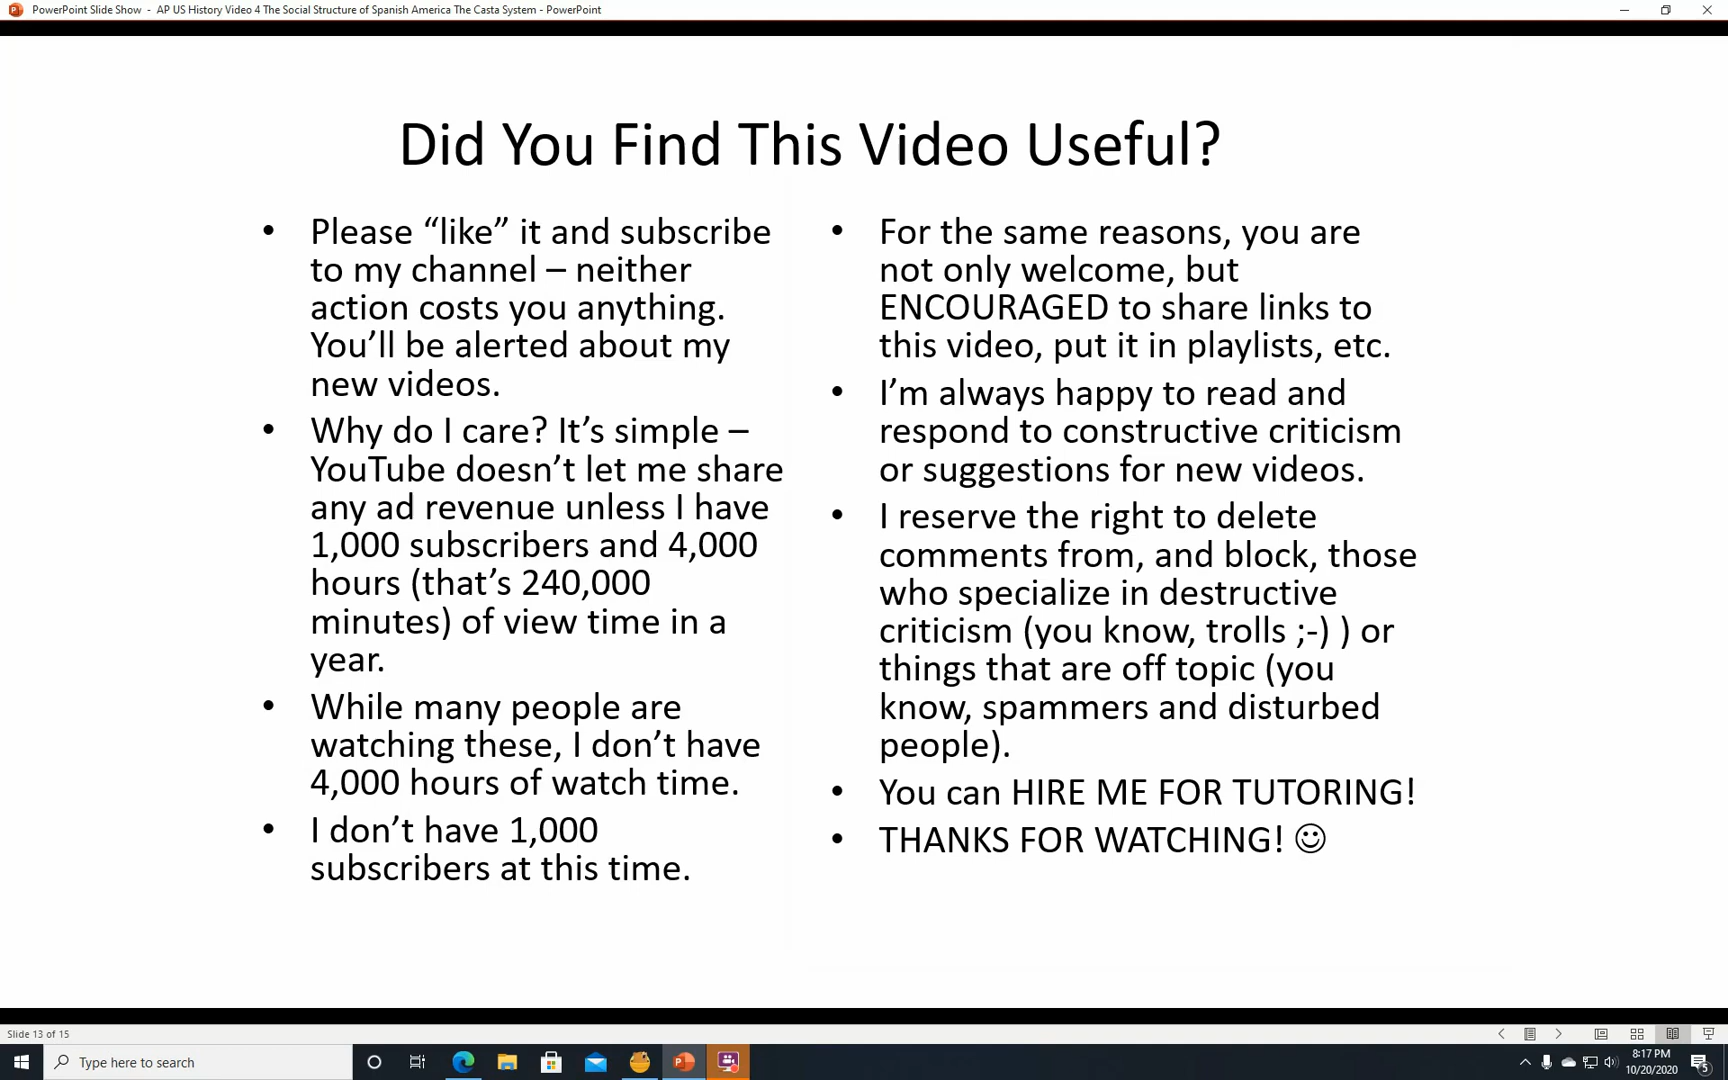 PowerPoint Slide Show - AP US History Video 4 The Social Structure of Spanish America The Casta System - PowerPoint
Did You Find This Video Useful?
• Please “like” it and subscribe
to my channel – neither
action costs you anything.
You’ll be alerted about my
new videos.
• Why do I care? It’s simple –
YouTube doesn’t let me share
any ad revenue unless I have
1,000 subscribers and 4,000
hours (that’s 240,000
minutes) of view time in a
year.
• While many people are
watching these, I don’t have
4,000 hours of watch time.
• I don’t have 1,000
subscribers at this time.
• For the same reasons, you are
not only welcome, but
ENCOURAGED to share links to
this video, put it in playlists, etc.
• I’m always happy to read and
respond to constructive criticism
or suggestions for new videos.
• I reserve the right to delete
comments from, and block, those
who specialize in destructive
criticism (you know, trolls ;-) ) or
things that are off topic (you
know, spammers and disturbed
people).
• You can HIRE ME FOR TUTORING!
• THANKS FOR WATCHING! ☺
Slide 13 of 15
Type here to search
8:17 PM
10/20/2020
5